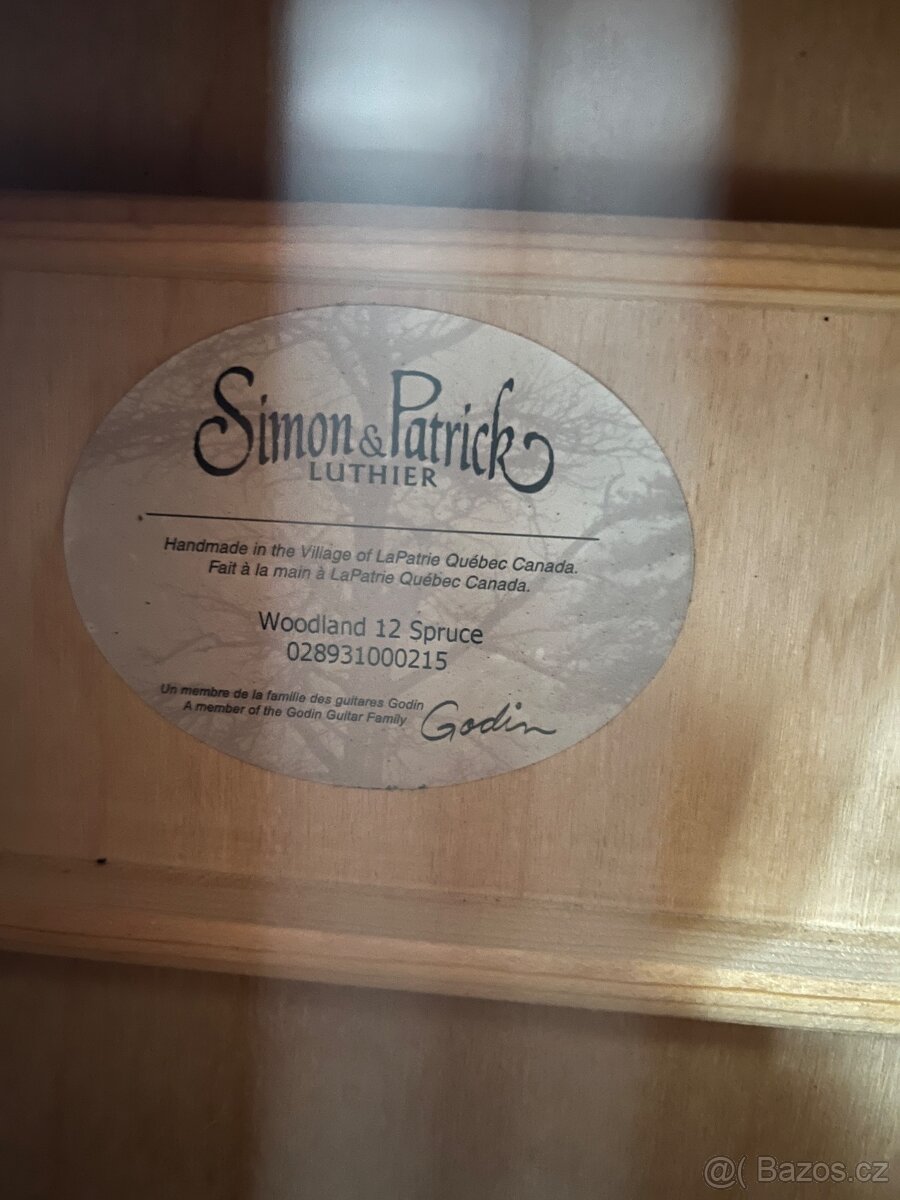 Simon & Patrick
LUTHIER
Handmade in the Village of LaPatrie Québec Canada.
Fait à la main à LaPatrie Québec Canada.
Woodland 12 Spruce
028931000215
Un membre de la famille des guitares Godin
A member of the Godin Guitar Family
Godin
@( Bazos.cz